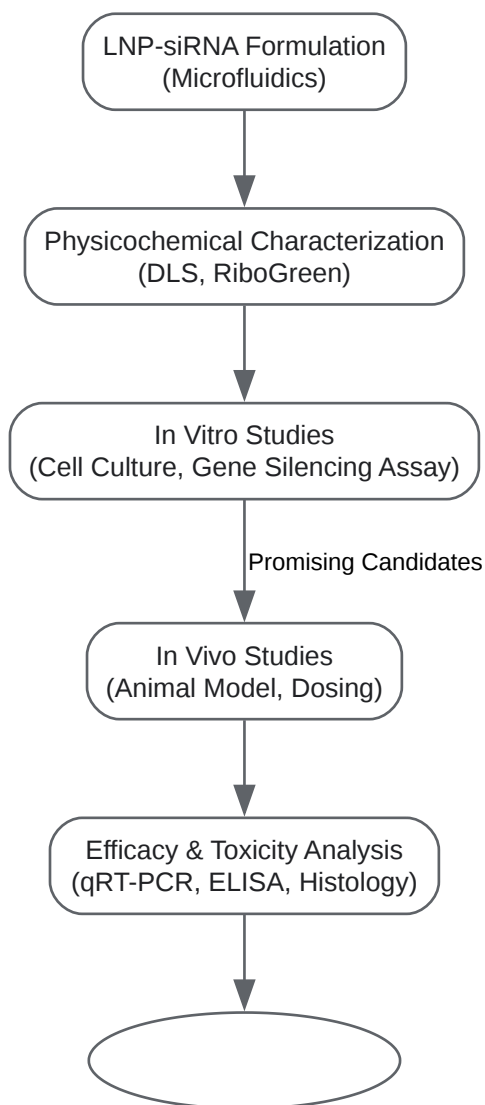 LNP-siRNA Formulation
(Microfluidics)
Physicochemical Characterization
(DLS, RiboGreen)
In Vitro Studies
(Cell Culture, Gene Silencing Assay)
Promising Candidates
In Vivo Studies
(Animal Model, Dosing)
Efficacy & Toxicity Analysis
(qRT-PCR, ELISA, Histology)